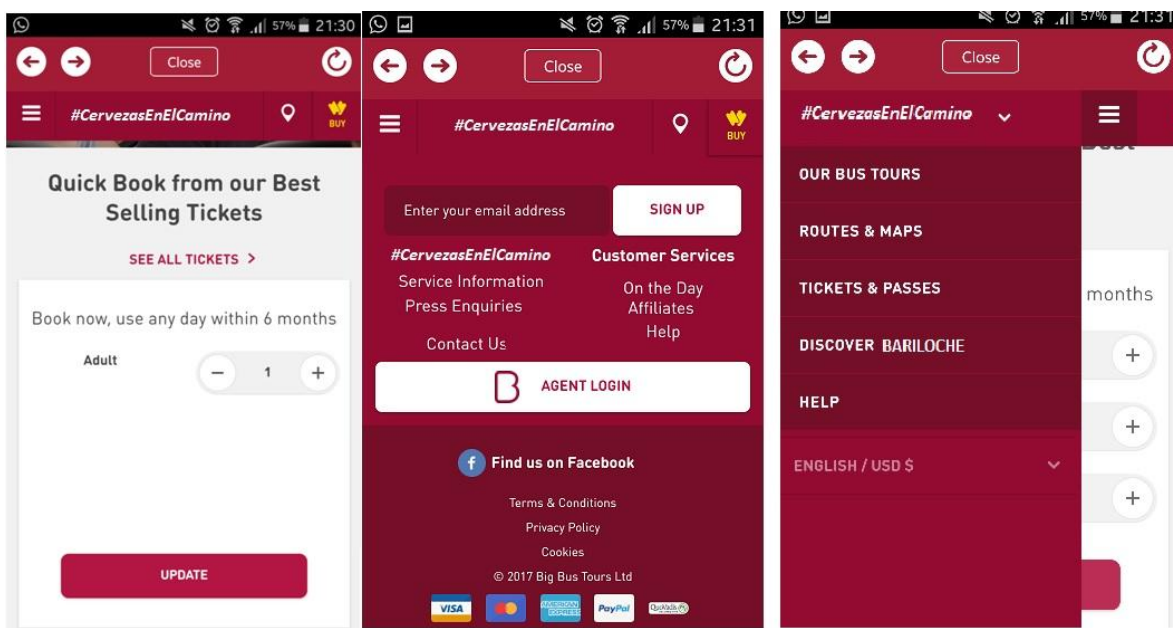 57% 21:30
Close
#CervezasEnElCamino
BUY
Quick Book from our Best
Selling Tickets
SEE ALL TICKETS >
Book now, use any day within 6 months
Adult
− 1 +
UPDATE
57% 21:31
Close
#CervezasEnElCamino
BUY
Enter your email address
SIGN UP
#CervezasEnElCamino
Service Information
Press Enquiries
Contact Us
Customer Services
On the Day
Affiliates
Help
AGENT LOGIN
f Find us on Facebook
Terms & Conditions
Privacy Policy
Cookies
© 2017 Big Bus Tours Ltd
VISA
AMERICAN EXPRESS
PayPal
57% 21:31
Close
#CervezasEnElCamino
OUR BUS TOURS
ROUTES & MAPS
TICKETS & PASSES
DISCOVER BARILOCHE
HELP
ENGLISH / USD $
months
+
+
+